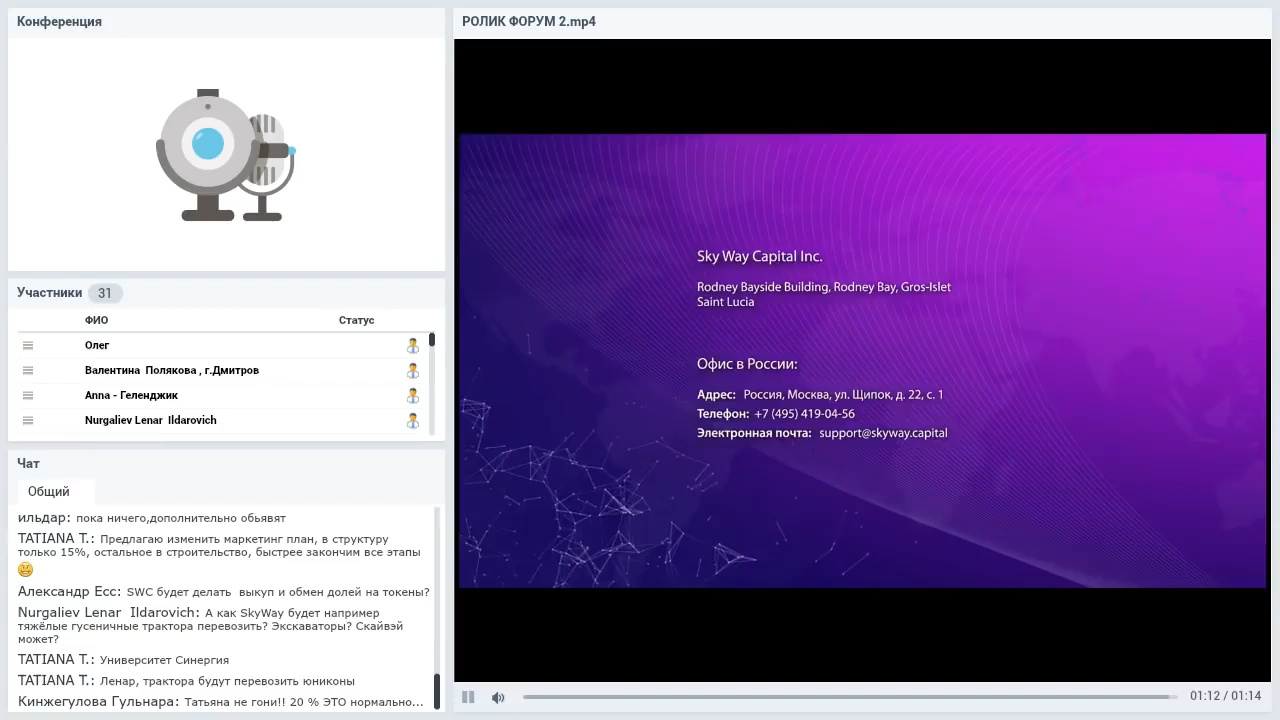 Конференция
Участники 31
ФИО Статус
Олег
Валентина Полякова , г.Дмитров
Anna - Геленджик
Nurgaliev Lenar Ildarovich
Чат
Общий
ильдар: пока ничего,дополнительно обьявят
TATIANA T.: Предлагаю изменить маркетинг план, в структуру
только 15%, остальное в строительство, быстрее закончим все этапы
Александр Есс: SWC будет делать выкуп и обмен долей на токены?
Nurgaliev Lenar Ildarovich: А как SkyWay будет например
тяжёлые гусеничные трактора перевозить? Экскаваторы? Скайвэй
может?
TATIANA T.: Университет Синергия
TATIANA T.: Ленар, трактора будут перевозить юниконы
Кинжегулова Гульнара: Татьяна не гони!! 20 % ЭТО нормально...
РОЛИК ФОРУМ 2.mp4
Sky Way Capital Inc.
Rodney Bayside Building, Rodney Bay, Gros-Islet
Saint Lucia
Офис в России:
Адрес: Россия, Москва, ул. Щипок, д. 22, с. 1
Телефон: +7 (495) 419-04-56
Электронная почта: support@skyway.capital
01:12 / 01:14